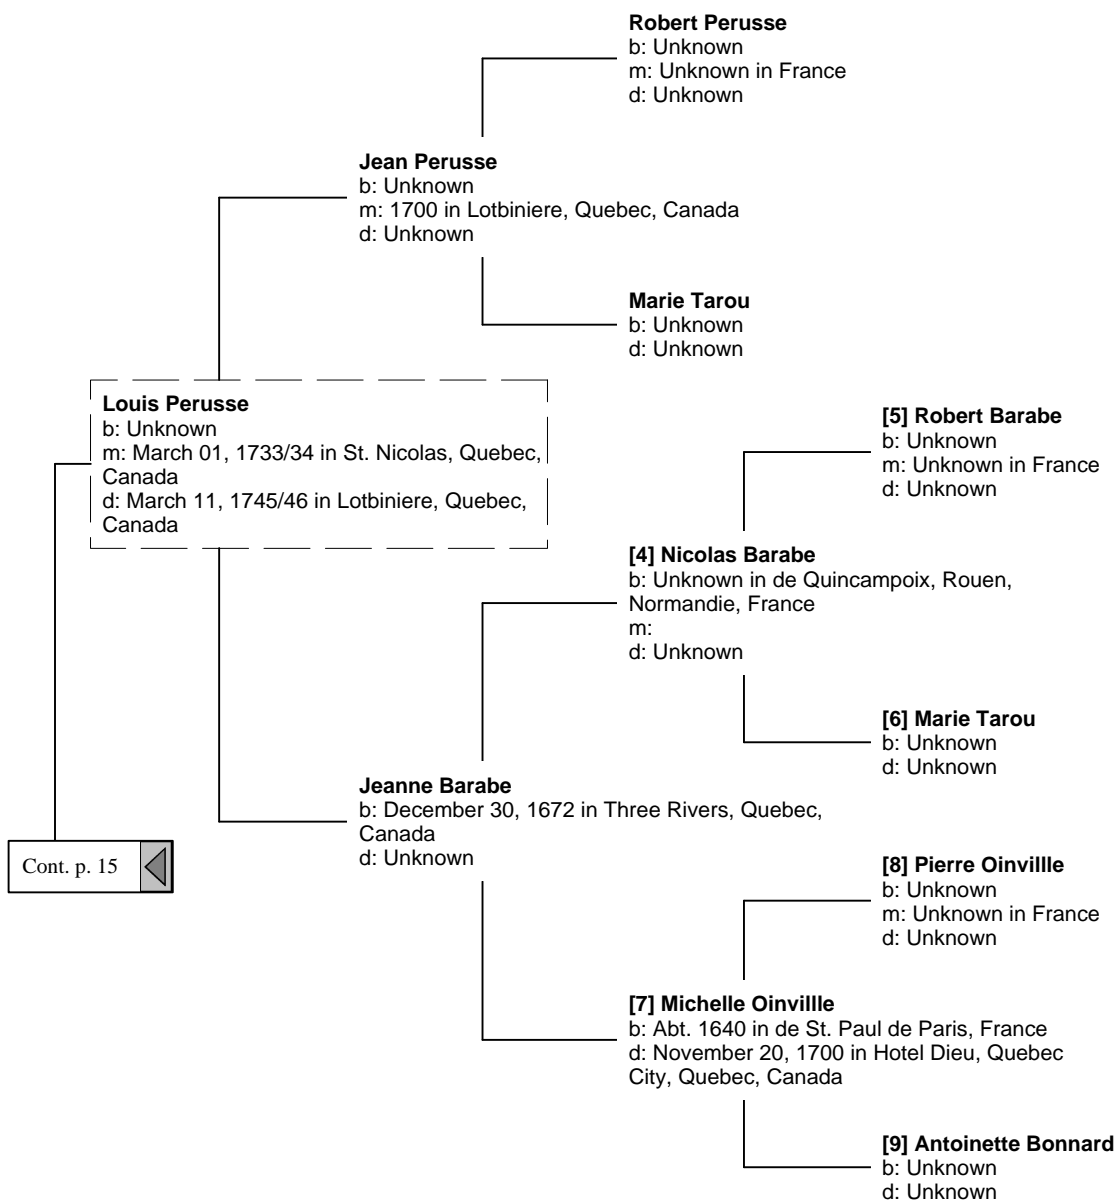 Robert Perusse
b: Unknown
m: Unknown in France
d: Unknown
Jean Perusse
b: Unknown
m: 1700 in Lotbiniere, Quebec, Canada
d: Unknown
Marie Tarou
b: Unknown
d: Unknown
Louis Perusse
b: Unknown
m: March 01, 1733/34 in St. Nicolas, Quebec,
Canada
d: March 11, 1745/46 in Lotbiniere, Quebec,
Canada
[5] Robert Barabe
b: Unknown
m: Unknown in France
d: Unknown
[4] Nicolas Barabe
b: Unknown in de Quincampoix, Rouen,
Normandie, France
m:
d: Unknown
[6] Marie Tarou
b: Unknown
d: Unknown
Jeanne Barabe
b: December 30, 1672 in Three Rivers, Quebec,
Canada
d: Unknown
Cont. p. 15
[8] Pierre Oinvillle
b: Unknown
m: Unknown in France
d: Unknown
[7] Michelle Oinvillle
b: Abt. 1640 in de St. Paul de Paris, France
d: November 20, 1700 in Hotel Dieu, Quebec
City, Quebec, Canada
[9] Antoinette Bonnard
b: Unknown
d: Unknown